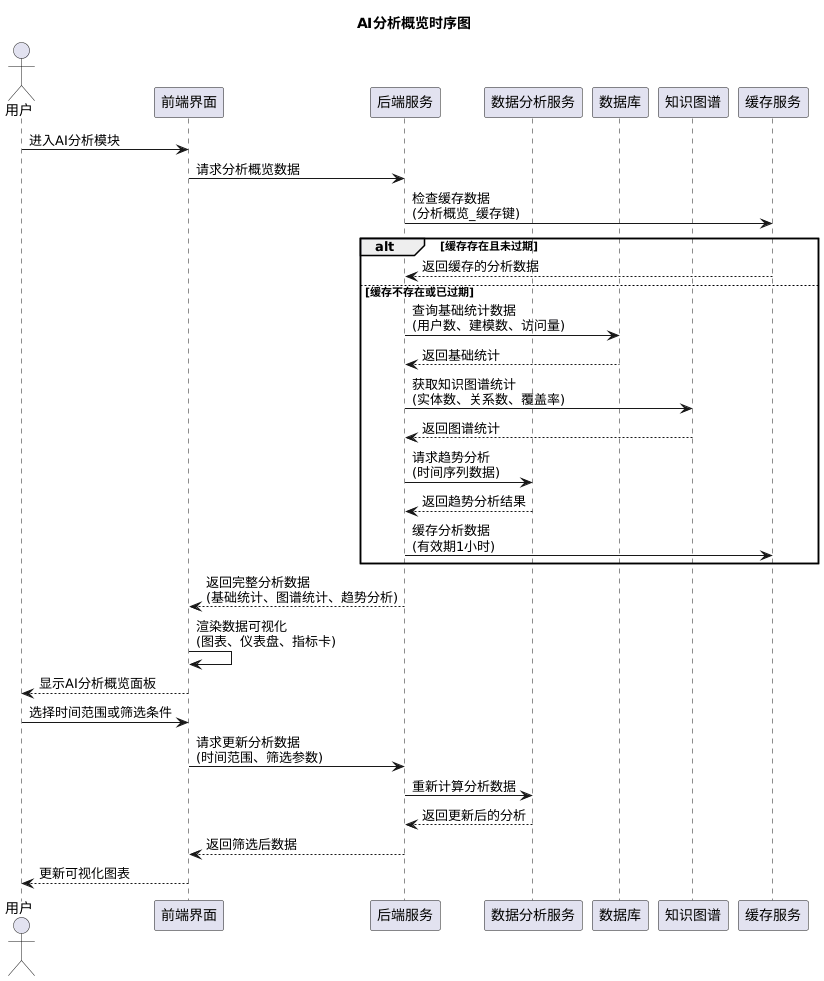 AI分析概览时序图
用户
前端界面
后端服务
数据分析服务
数据库
知识图谱
缓存服务
进入AI分析模块
请求分析概览数据
检查缓存数据
(分析概览_缓存键)
alt
[缓存存在且未过期]
返回缓存的分析数据
[缓存不存在或已过期]
查询基础统计数据
(用户数、建模数、访问量)
返回基础统计
获取知识图谱统计
(实体数、关系数、覆盖率)
返回图谱统计
请求趋势分析
(时间序列数据)
返回趋势分析结果
缓存分析数据
(有效期1小时)
返回完整分析数据
(基础统计、图谱统计、趋势分析)
渲染数据可视化
(图表、仪表盘、指标卡)
显示AI分析概览面板
选择时间范围或筛选条件
请求更新分析数据
(时间范围、筛选参数)
重新计算分析数据
返回更新后的分析
返回筛选后数据
更新可视化图表
用户
前端界面
后端服务
数据分析服务
数据库
知识图谱
缓存服务